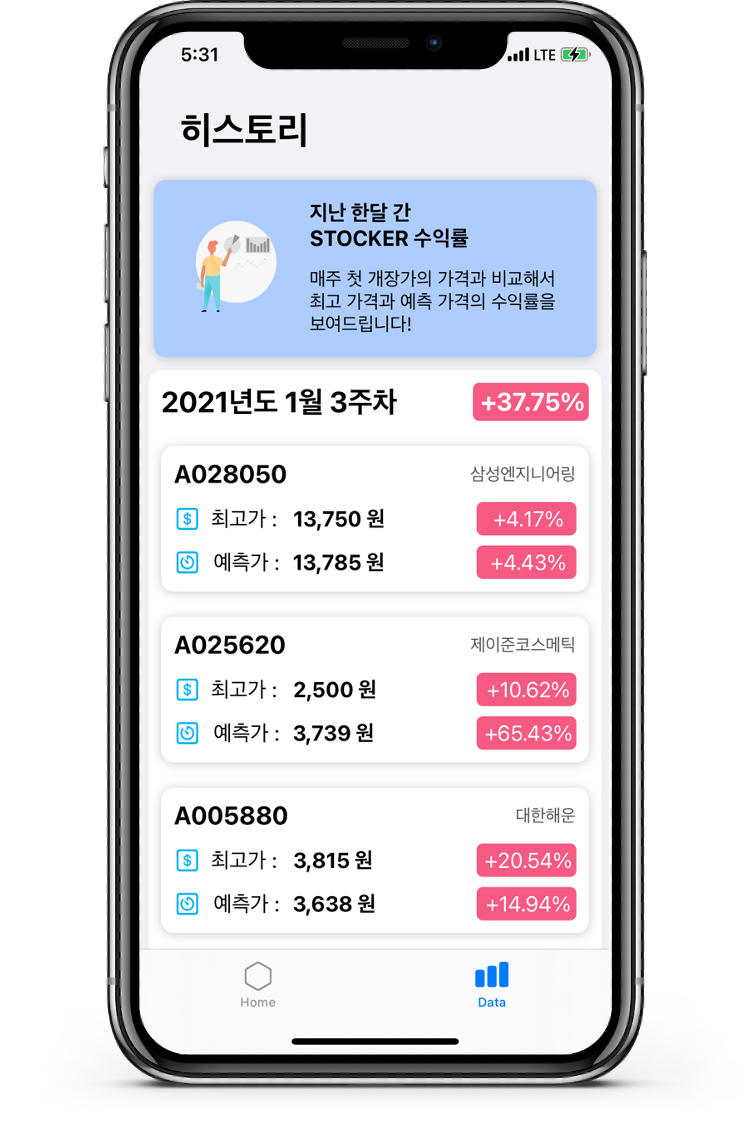 5:31
LTE
히스토리
지난 한달 간
STOCKER 수익률
매주 첫 개장가의 가격과 비교해서
최고 가격과 예측 가격의 수익률을
보여드립니다!
2021년도 1월 3주차 +37.75%
A028050 삼성엔지니어링
최고가 : 13,750 원 +4.17%
예측가 : 13,785 원 +4.43%
A025620 제이준코스메틱
최고가 : 2,500 원 +10.62%
예측가 : 3,739 원 +65.43%
A005880 대한해운
최고가 : 3,815 원 +20.54%
예측가 : 3,638 원 +14.94%
Home Data